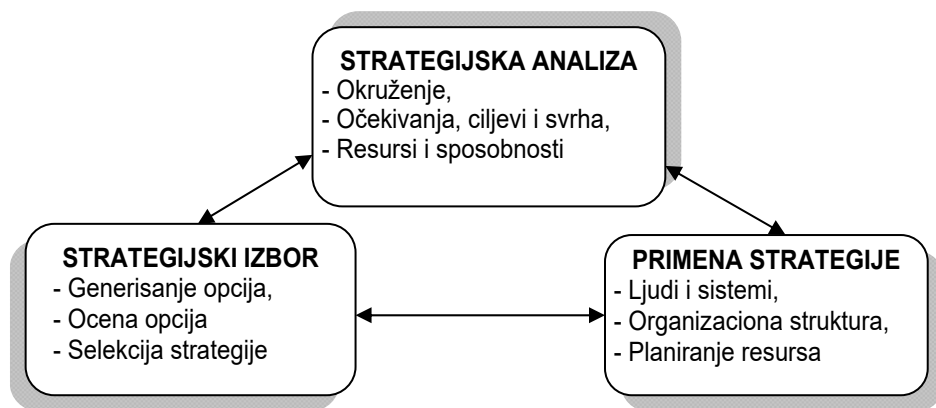 STRATEGIJSKA ANALIZA
- Okruženje,
- Očekivanja, ciljevi i svrha,
- Resursi i sposobnosti
STRATEGIJSKI IZBOR
- Generisanje opcija,
- Ocena opcija
- Selekcija strategije
PRIMENA STRATEGIJE
- Ljudi i sistemi,
- Organizaciona struktura,
- Planiranje resursa